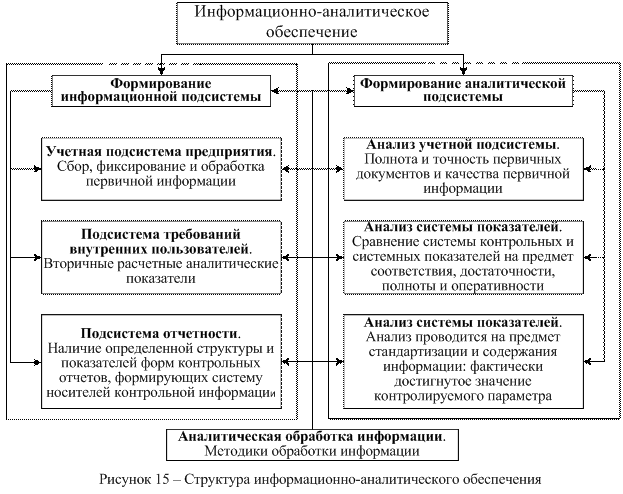 Информационно-аналитическое
обеспечение
Формирование
информационной подсистемы
Формирование аналитической
подсистемы
Учетная подсистема предприятия.
Сбор, фиксирование и обработка
первичной информации
Анализ учетной подсистемы.
Полнота и точность первичных
документов и качества первичной
информации
Подсистема требований
внутренних пользователей.
Вторичные расчетные аналитические
показатели
Анализ системы показателей.
Сравнение системы контрольных и
системных показателей на предмет
соответствия, достаточности,
полноты и оперативности
Подсистема отчетности.
Наличие определенной структуры и
показателей форм контрольных
отчетов, формирующих систему
носителей контрольной информации
Анализ системы показателей.
Анализ проводится на предмет
стандартизации и содержания
информации: фактически
достигнутое значение
контролируемого параметра
Аналитическая обработка информации.
Методики обработки информации
Рисунок 15 – Структура информационно-аналитического обеспечения